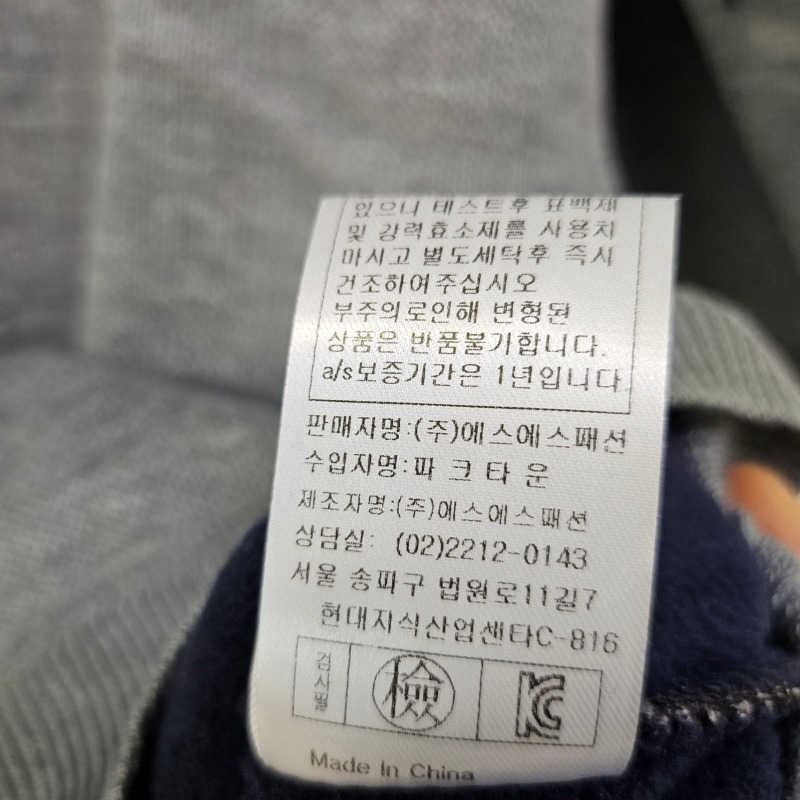 있으니 테스트후 표백제
및 강력효소제를 사용치
마시고 별도세탁후 즉시
건조하여주십시오
부주의로인해 변형된
상품은 반품불가합니다.
a/s보증기간은 1년입니다
판매자명:(주)에스에스패션
수입자명:파 크 타 운
제조자명:(주)에스에스패션
상담실: (02)2212-0143
서울 송파구 법원로11길7
현대지식산업센타C-816
검사필
檢
KC
Made In China